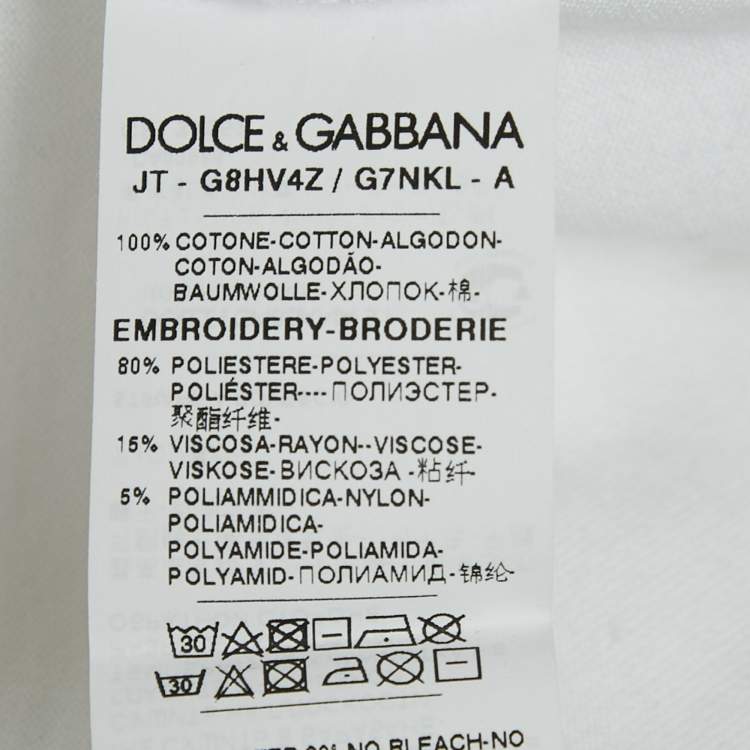 DOLCE & GABBANA
JT - G8HV4Z / G7NKL - A
100% COTONE-COTTON-ALGODON-
COTON-ALGODÃO-
BAUMWOLLE-ХЛОПОК-棉-
EMBROIDERY-BRODERIE
80% POLIESTERE-POLYESTER-
POLIÉSTER----ПОЛИЭСТЕР-
聚酯纤维-
15% VISCOSA-RAYON--VISCOSE-
VISKOSE-ВИСКОЗА -粘纤-
5% POLIAMMIDICA-NYLON-
POLIAMIDICA-
POLYAMIDE-POLIAMIDA-
POLYAMID-ПОЛИАМИД-锦纶-
30
30
NO BLEACH-NO